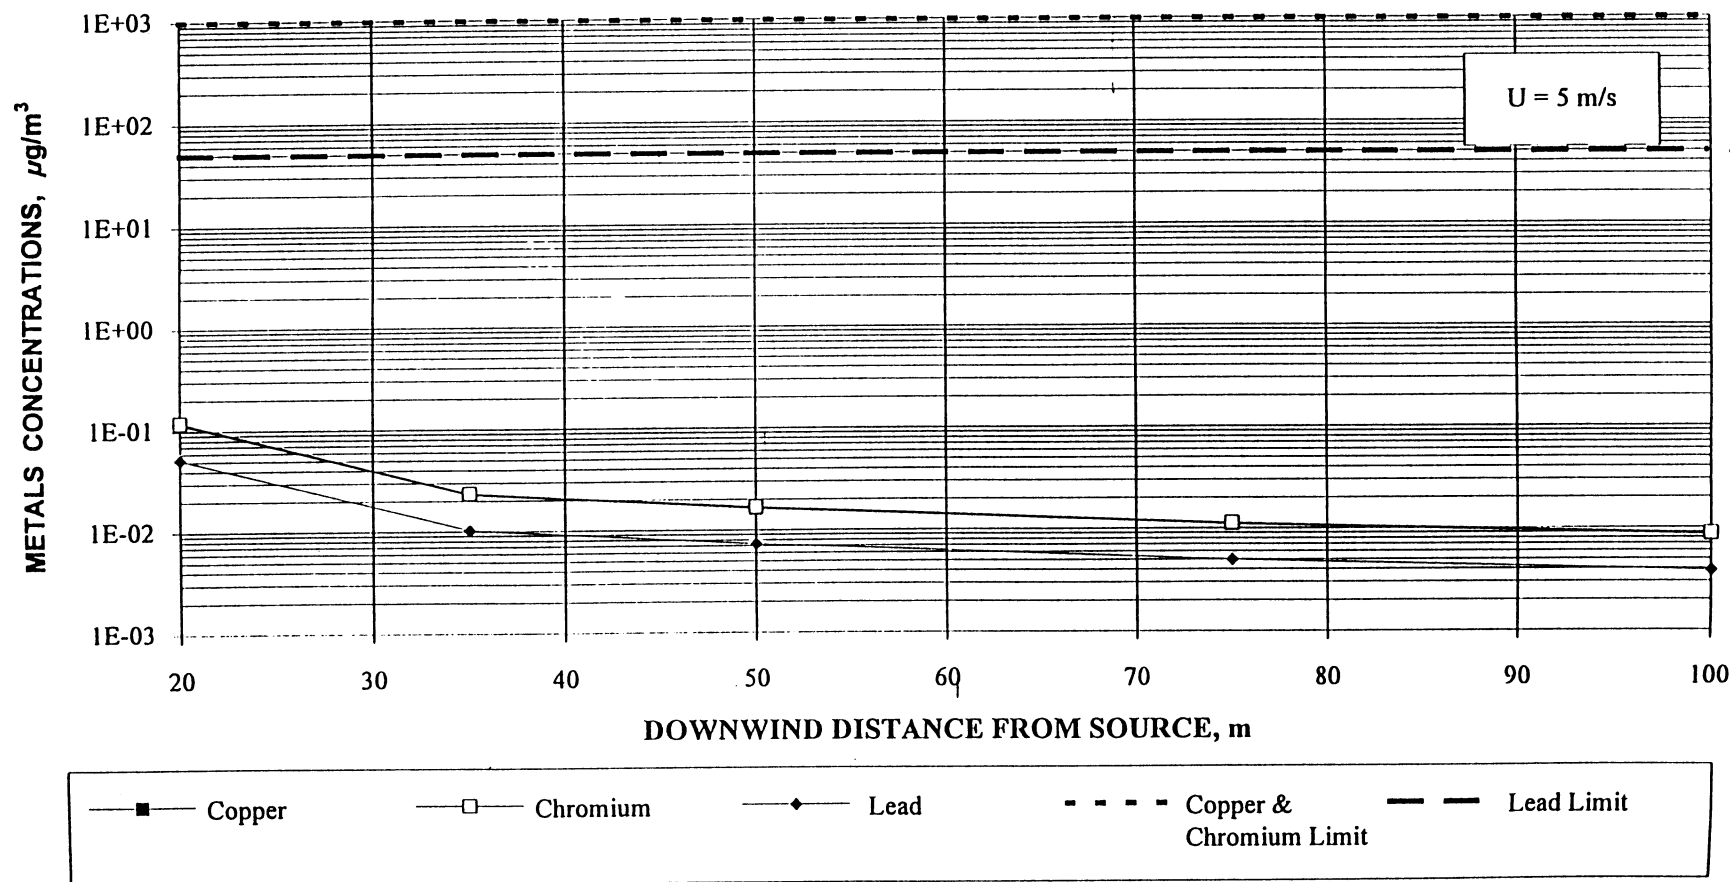 1E+03
1E+02
1E+01
1E+00
1E-01
1E-02
1E-03
METALS CONCENTRATIONS, µg/m³
U = 5 m/s
20 30 40 50 60 70 80 90 100
DOWNWIND DISTANCE FROM SOURCE, m
Copper
Chromium
Lead
Copper &
Chromium Limit
Lead Limit